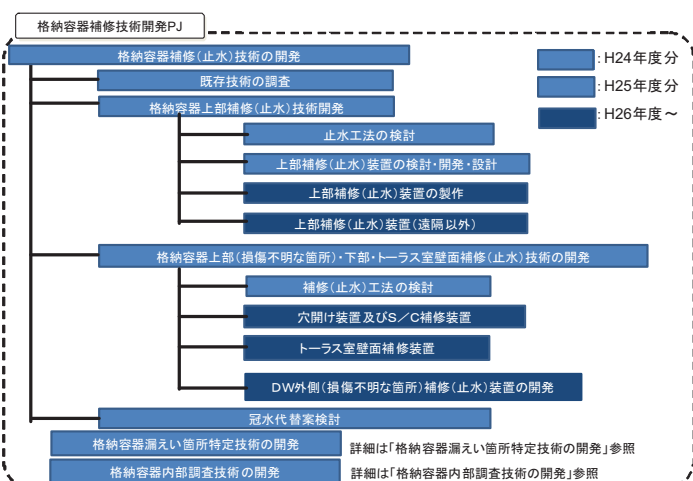 格納容器補修技術開発PJ
格納容器補修(止水)技術の開発
:H24年度分
既存技術の調査
:H25年度分
格納容器上部補修(止水)技術開発
:H26年度～
止水工法の検討
上部補修(止水)装置の検討・開発・設計
上部補修(止水)装置の製作
上部補修(止水)装置(遠隔以外)
格納容器上部(損傷不明な箇所)・下部・トーラス室壁面補修(止水)技術の開発
補修(止水)工法の検討
穴開け装置及びS／C補修装置
トーラス室壁面補修装置
DW外側(損傷不明な箇所)補修(止水)装置の開発
冠水代替案検討
格納容器漏えい箇所特定技術の開発 詳細は「格納容器漏えい箇所特定技術の開発」参照
格納容器内部調査技術の開発 詳細は「格納容器内部調査技術の開発」参照